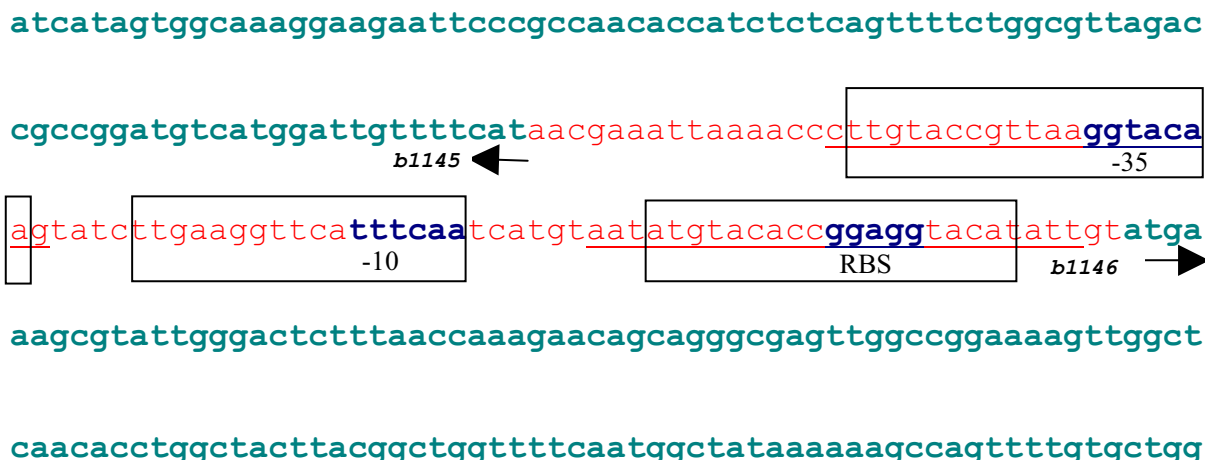 atcatagtggcaaaggaagaattcccgccaacaccatctctcagttttctggcgttagac
cgccggatgtcatggattgttttcataacgaaattaaaacccttgtaccgttaaggtaca
b1145 -35
agtatcttgaaggttcatttcaatcatgtaatatgtacaccggaggtacatattgtatga
-10 RBS b1146
aagcgtattgggactctttaaccaaagaacagcagggcgagttggccggaaaagttggct
caacacctggctacttacggctggttttcaatggctataaaaaagccagttttgtgctgg